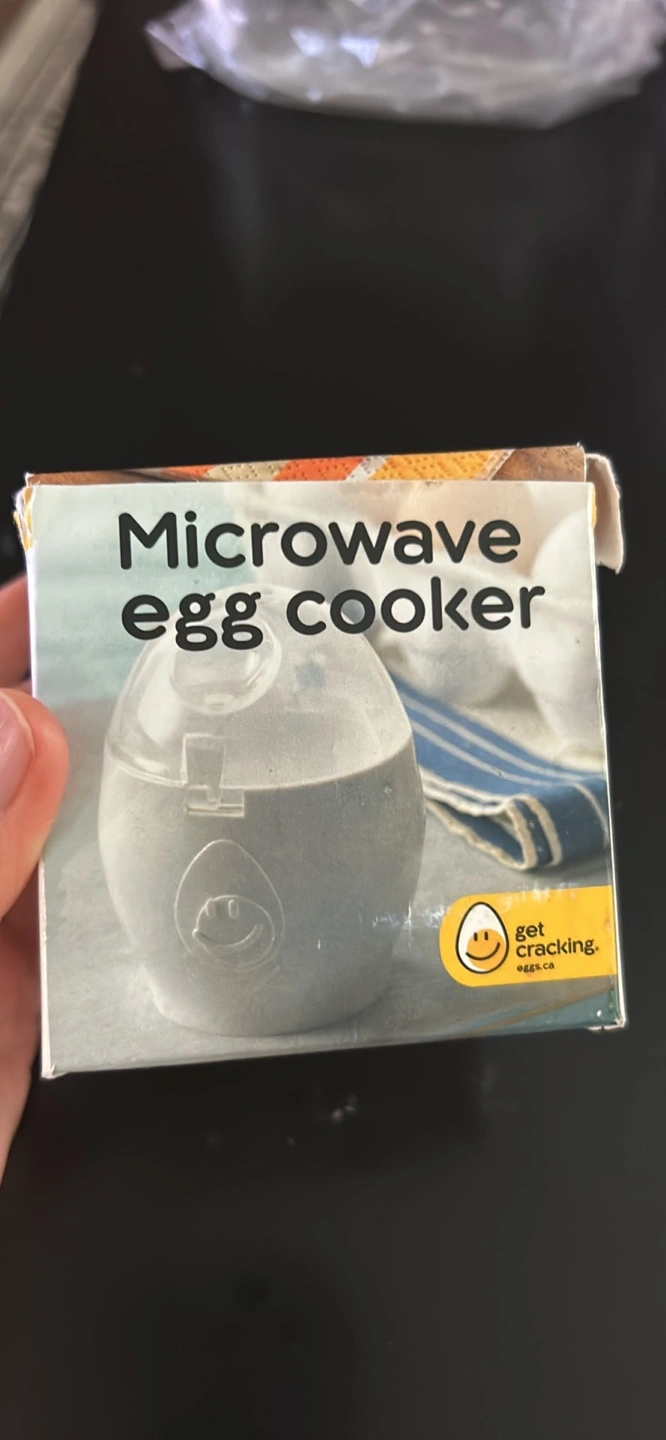 Microwave
egg cooker
get
cracking.
eggs.ca